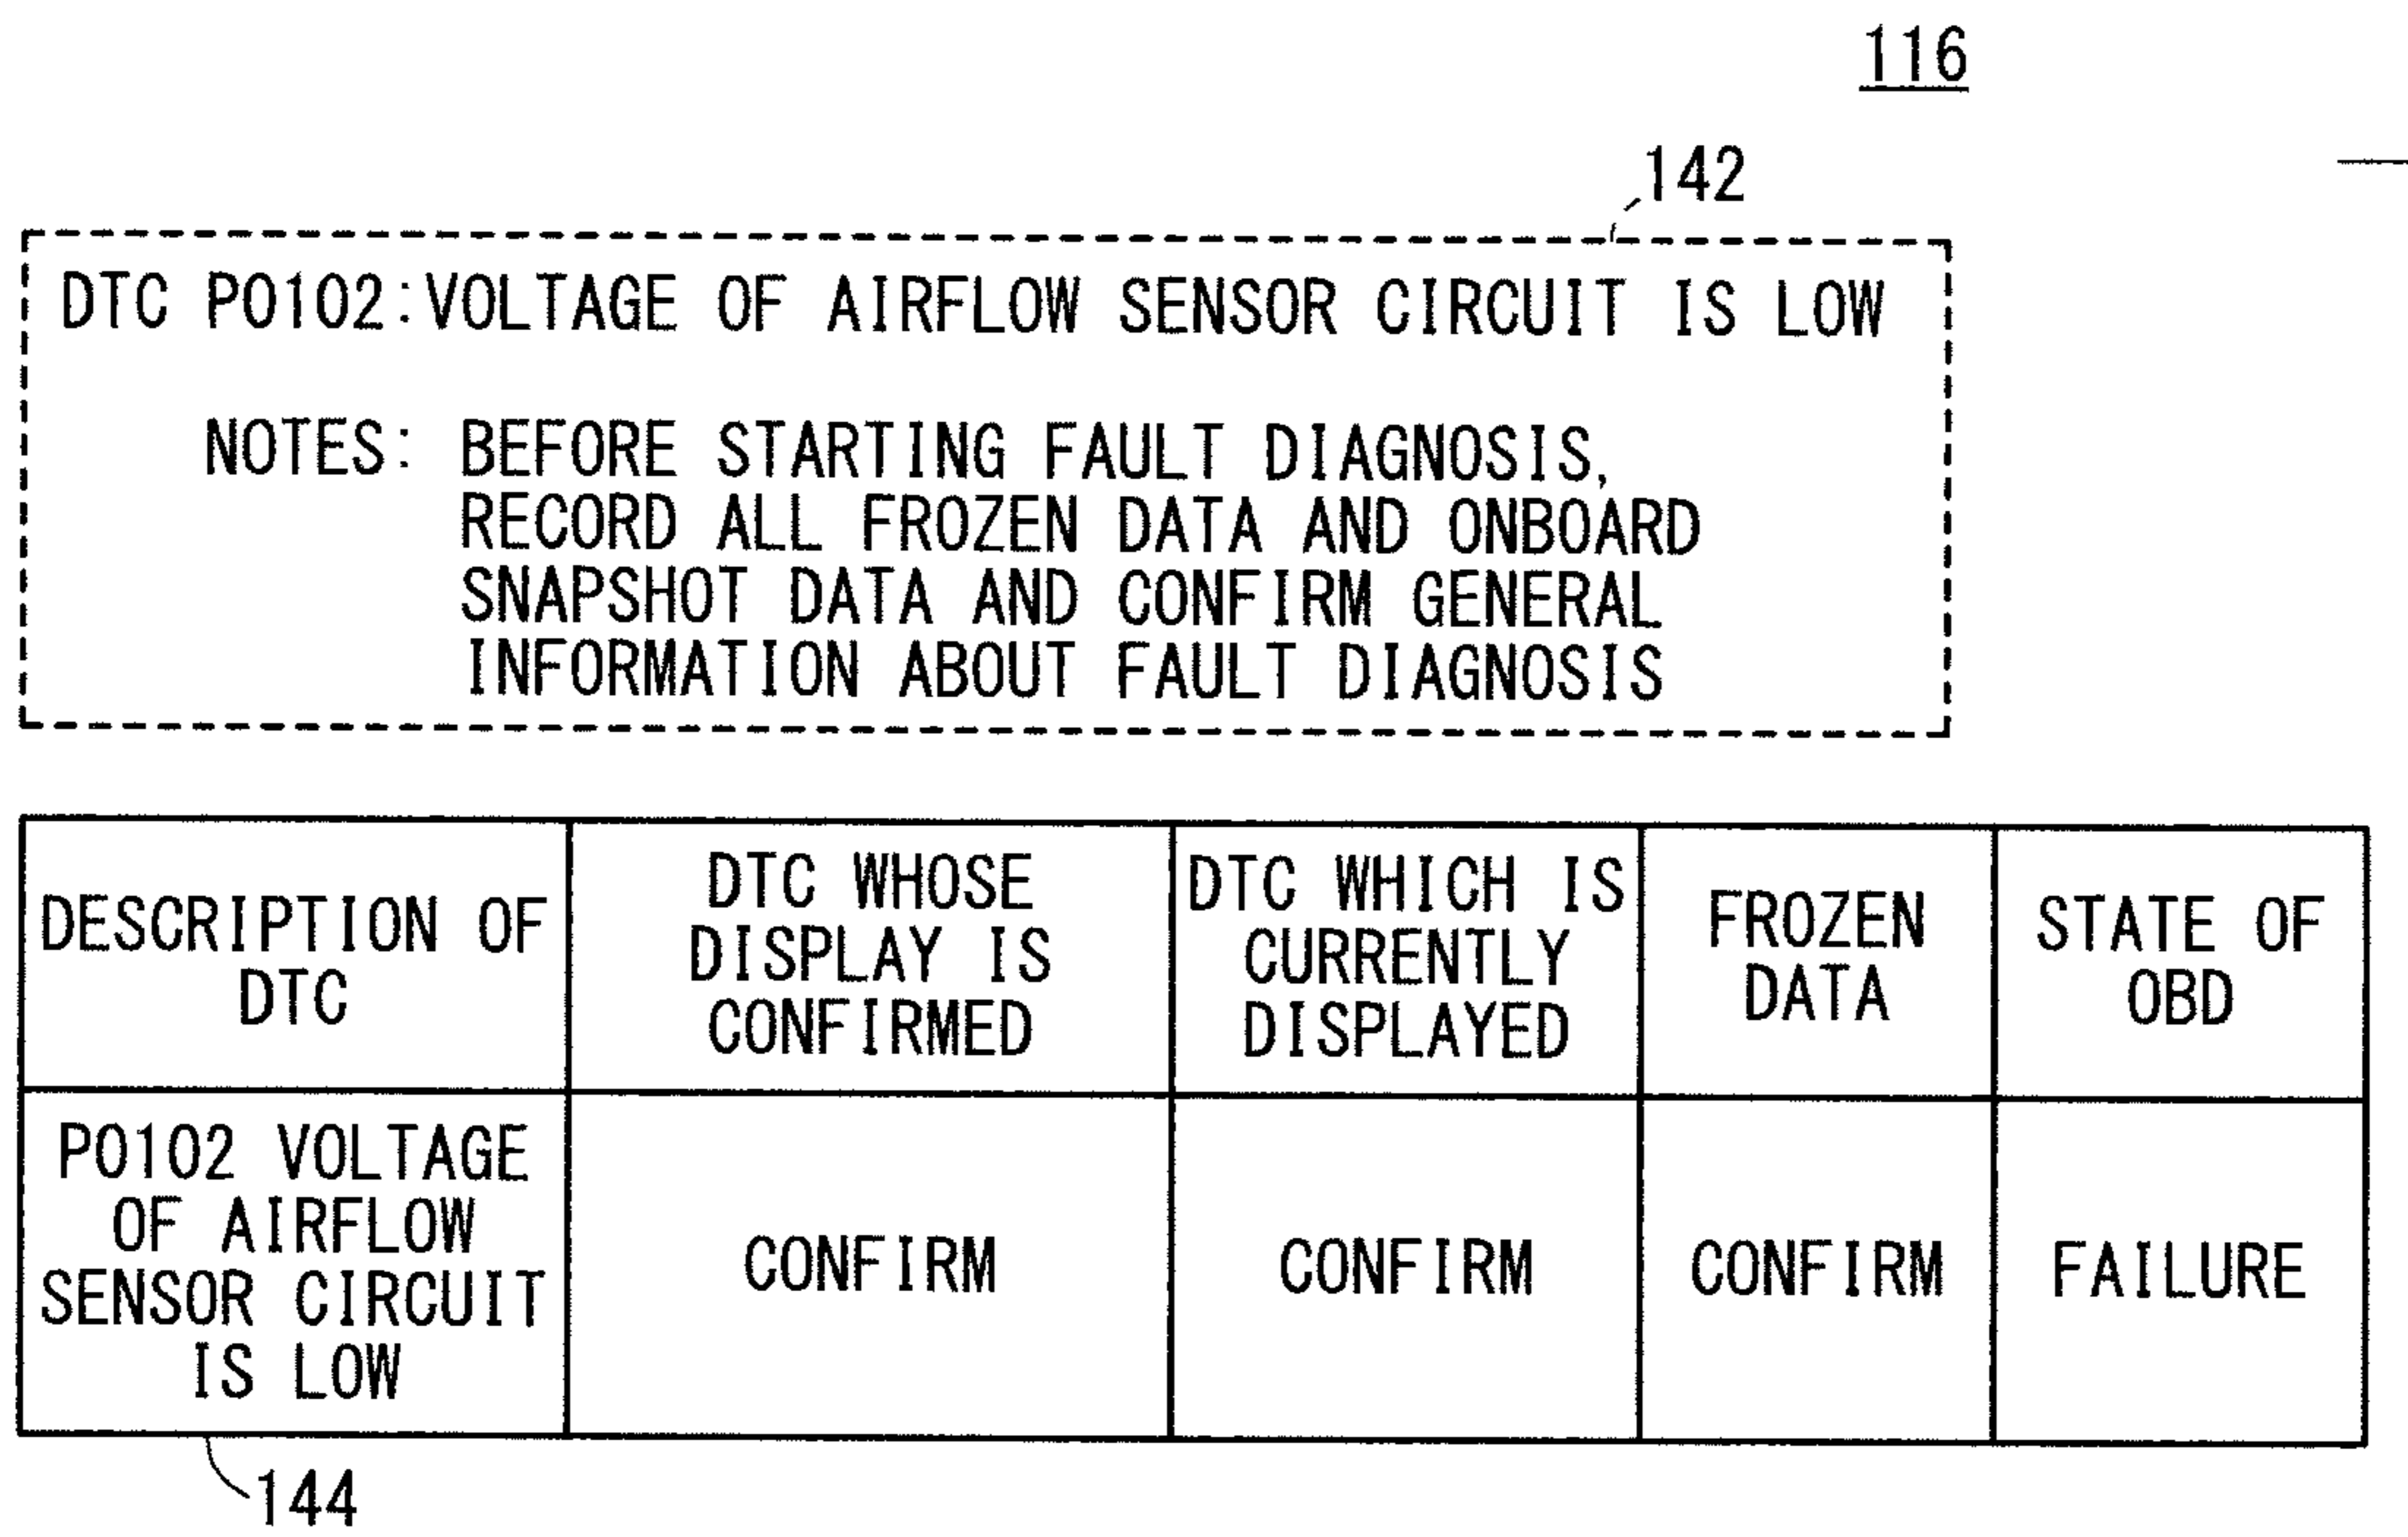 116
142
DTC P0102:VOLTAGE OF AIRFLOW SENSOR CIRCUIT IS LOW
NOTES: BEFORE STARTING FAULT DIAGNOSIS,
RECORD ALL FROZEN DATA AND ONBOARD
SNAPSHOT DATA AND CONFIRM GENERAL
INFORMATION ABOUT FAULT DIAGNOSIS
DESCRIPTION OF
DTC
DTC WHOSE
DISPLAY IS
CONFIRMED
DTC WHICH IS
CURRENTLY
DISPLAYED
FROZEN
DATA
STATE OF
OBD
P0102 VOLTAGE
OF AIRFLOW
SENSOR CIRCUIT
IS LOW
CONFIRM
CONFIRM
CONFIRM
FAILURE
144